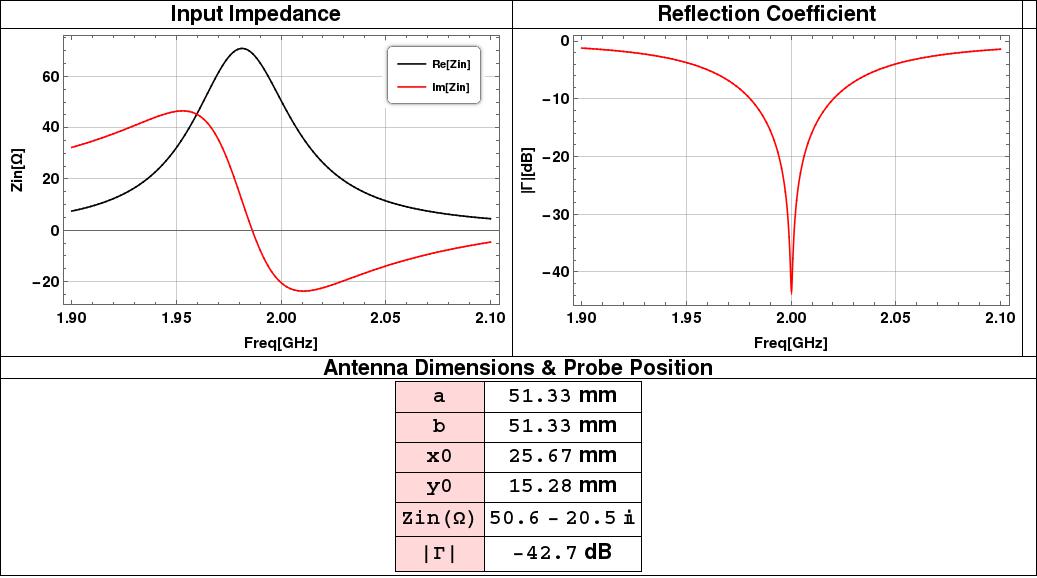 Input Impedance
Reflection Coefficient
Zin[Ω]
60
40
20
0
−20
Re[Zin]
Im[Zin]
1.90 1.95 2.00 2.05 2.10
Freq[GHz]
|Γ|[dB]
0
−10
−20
−30
−40
1.90 1.95 2.00 2.05 2.10
Freq[GHz]
Antenna Dimensions & Probe Position
a 51.33 mm
b 51.33 mm
x0 25.67 mm
y0 15.28 mm
Zin(Ω) 50.6 − 20.5 ⅈ
|Γ| −42.7 dB